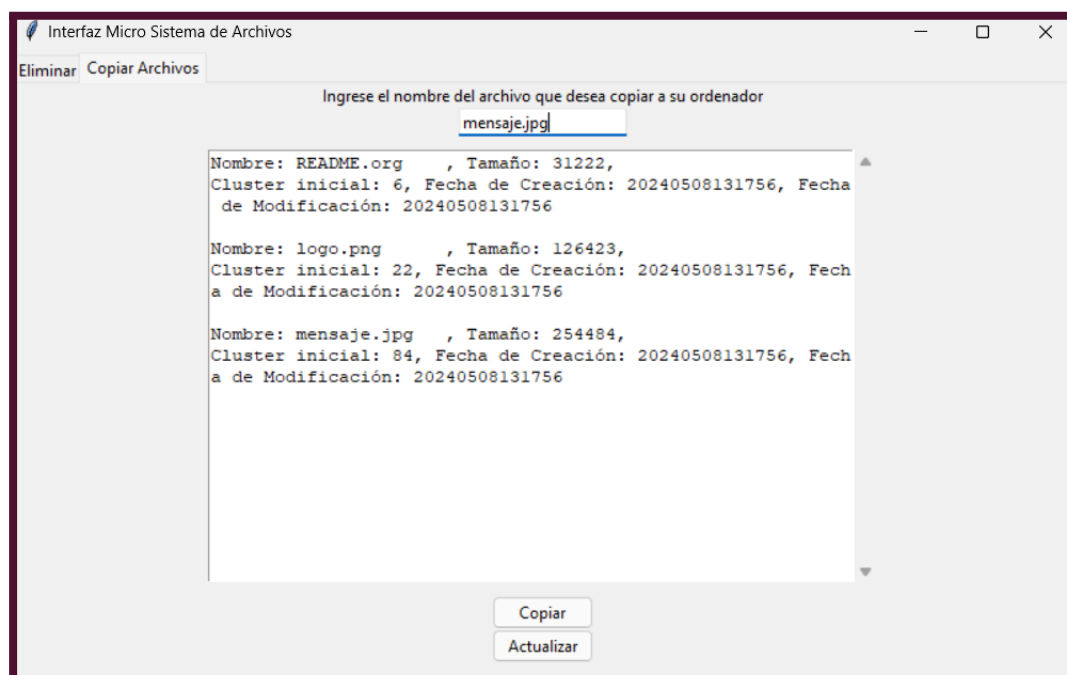 Interfaz Micro Sistema de Archivos
Eliminar Copiar Archivos
Ingrese el nombre del archivo que desea copiar a su ordenador
mensaje.jpg
Nombre: README.org    , Tamaño: 31222,
Cluster inicial: 6, Fecha de Creación: 20240508131756, Fecha
 de Modificación: 20240508131756
Nombre: logo.png      , Tamaño: 126423,
Cluster inicial: 22, Fecha de Creación: 20240508131756, Fech
a de Modificación: 20240508131756
Nombre: mensaje.jpg   , Tamaño: 254484,
Cluster inicial: 84, Fecha de Creación: 20240508131756, Fech
a de Modificación: 20240508131756
Copiar
Actualizar